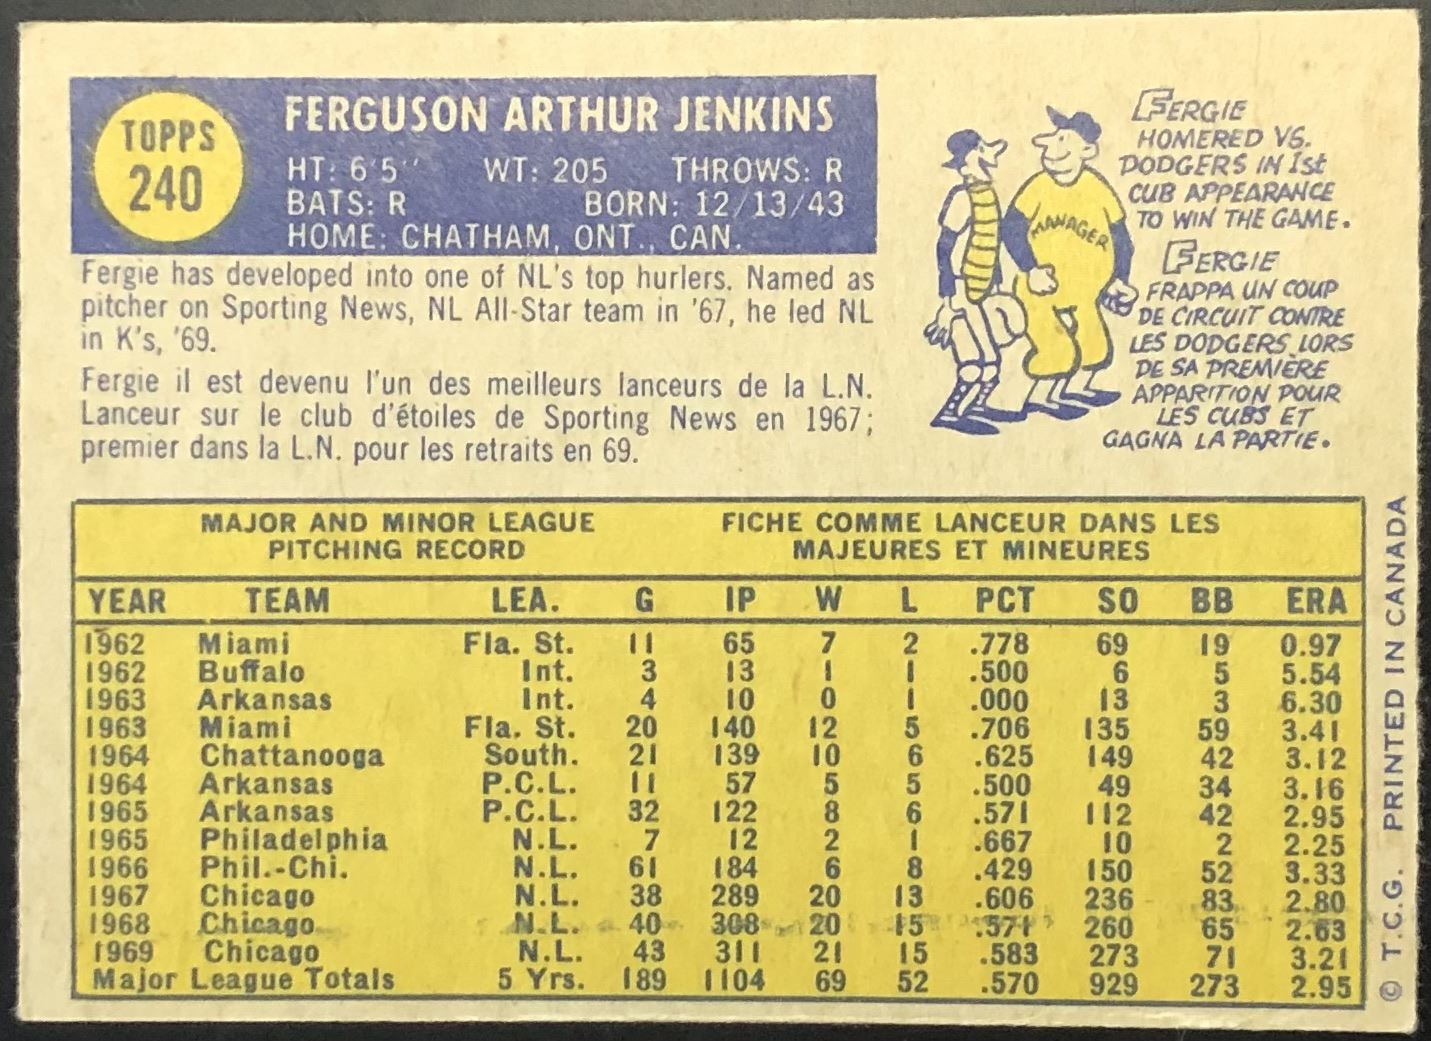 TOPPS
240
FERGUSON ARTHUR JENKINS
HT: 6'5" WT: 205 THROWS: R
BATS: R BORN: 12/13/43
HOME: CHATHAM, ONT., CAN.
Fergie has developed into one of NL's top hurlers. Named as
pitcher on Sporting News, NL All-Star team in '67, he led NL
in K's, '69.
Fergie il est devenu l'un des meilleurs lanceurs de la L.N.
Lanceur sur le club d'étoiles de Sporting News en 1967;
premier dans la L.N. pour les retraits en 69.
MANAGER
FERGIE
HOMERED VS.
DODGERS IN 1st
CUB APPEARANCE
TO WIN THE GAME.
FERGIE
FRAPPA UN COUP
DE CIRCUIT CONTRE
LES DODGERS LORS
DE SA PREMIÈRE
APPARITION POUR
LES CUBS ET
GAGNA LA PARTIE.
MAJOR AND MINOR LEAGUE
PITCHING RECORD
FICHE COMME LANCEUR DANS LES
MAJEURES ET MINEURES
YEAR TEAM LEA. G IP W L PCT SO BB ERA
1962 Miami Fla. St. 11 65 7 2 .778 69 19 0.97
1962 Buffalo Int. 3 13 1 1 .500 6 5 5.54
1963 Arkansas Int. 4 10 0 1 .000 13 3 6.30
1963 Miami Fla. St. 20 140 12 5 .706 135 59 3.41
1964 Chattanooga South. 21 139 10 6 .625 149 42 3.12
1964 Arkansas P.C.L. 11 57 5 5 .500 49 34 3.16
1965 Arkansas P.C.L. 32 122 8 6 .571 112 42 2.95
1965 Philadelphia N.L. 7 12 2 1 .667 10 2 2.25
1966 Phil.-Chi. N.L. 61 184 6 8 .429 150 52 3.33
1967 Chicago N.L. 38 289 20 13 .606 236 83 2.80
1968 Chicago N.L. 40 308 20 15 .571 260 65 2.63
1969 Chicago N.L. 43 311 21 15 .583 273 71 3.21
Major League Totals 5 Yrs. 189 1104 69 52 .570 929 273 2.95
© T.C.G. PRINTED IN CANADA